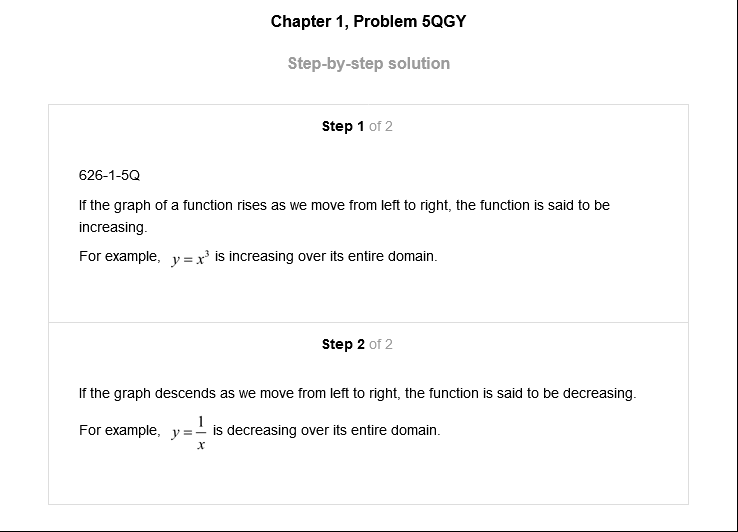 Chapter 1, Problem 5QGY
Step-by-step solution
Step 1 of 2
626-1-5Q
If the graph of a function rises as we move from left to right, the function is said to be
increasing.
For example, y = x³ is increasing over its entire domain.
Step 2 of 2
If the graph descends as we move from left to right, the function is said to be decreasing.
For example, y = 1/x is decreasing over its entire domain.